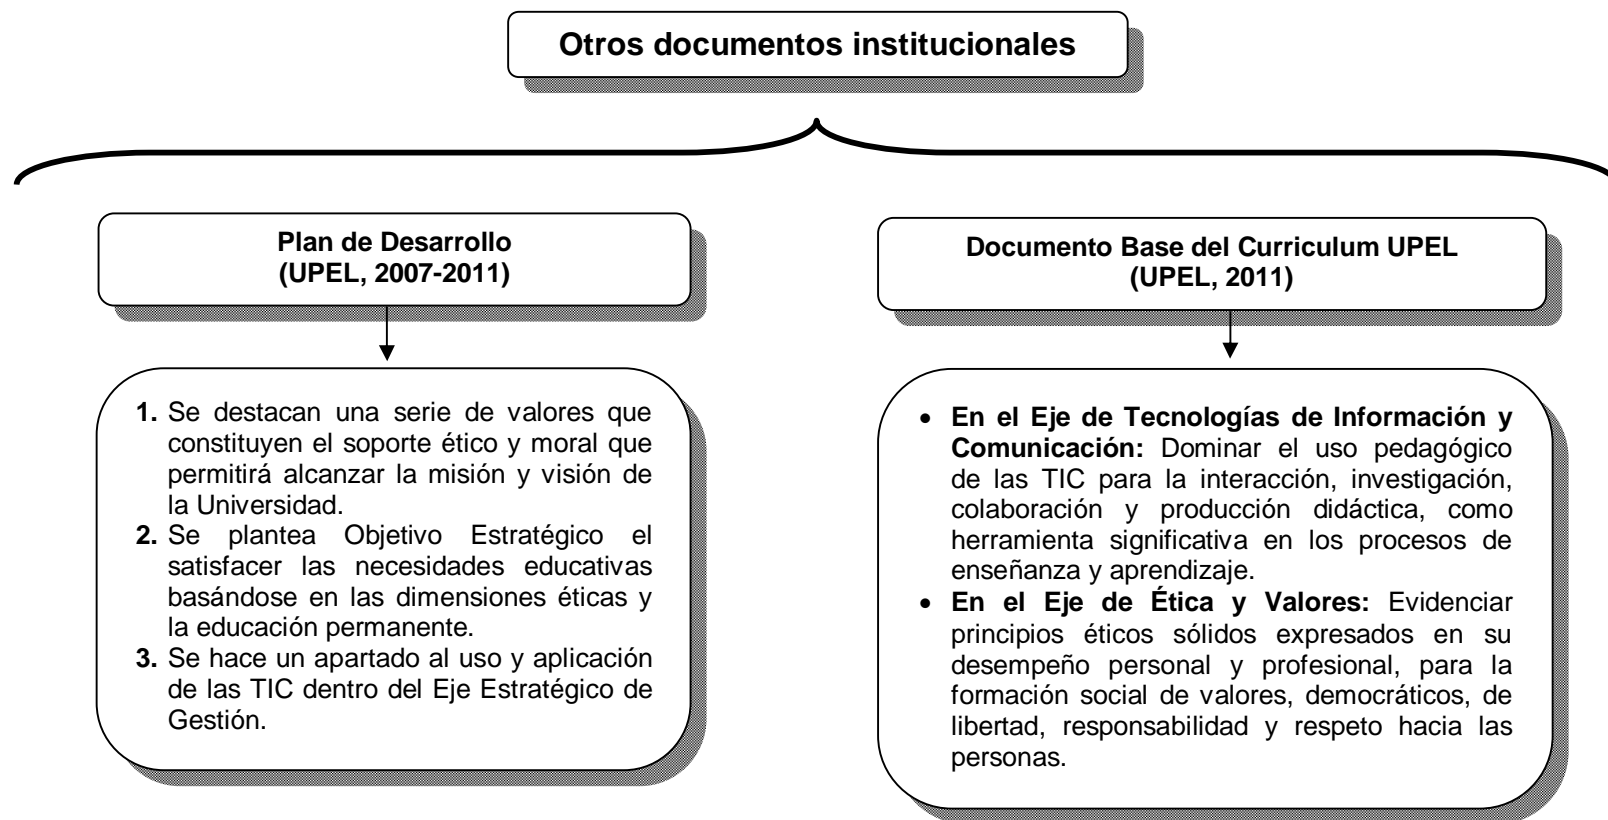 Otros documentos institucionales
Plan de Desarrollo
(UPEL, 2007-2011)
1. Se destacan una serie de valores que
constituyen el soporte ético y moral que
permitirá alcanzar la misión y visión de
la Universidad.
2. Se plantea Objetivo Estratégico el
satisfacer las necesidades educativas
basándose en las dimensiones éticas y
la educación permanente.
3. Se hace un apartado al uso y aplicación
de las TIC dentro del Eje Estratégico de
Gestión.
Documento Base del Curriculum UPEL
(UPEL, 2011)
• En el Eje de Tecnologías de Información y
Comunicación: Dominar el uso pedagógico
de las TIC para la interacción, investigación,
colaboración y producción didáctica, como
herramienta significativa en los procesos de
enseñanza y aprendizaje.
• En el Eje de Ética y Valores: Evidenciar
principios éticos sólidos expresados en su
desempeño personal y profesional, para la
formación social de valores, democráticos, de
libertad, responsabilidad y respeto hacia las
personas.